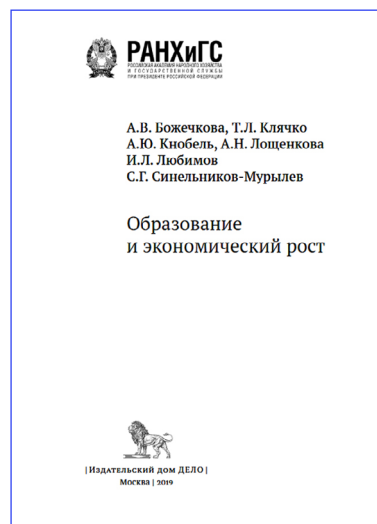 РАНХиГС
РОССИЙСКАЯ АКАДЕМИЯ НАРОДНОГО ХОЗЯЙСТВА
И ГОСУДАРСТВЕННОЙ СЛУЖБЫ
ПРИ ПРЕЗИДЕНТЕ РОССИЙСКОЙ ФЕДЕРАЦИИ
А.В. Божечкова, Т.Л. Клячко
А.Ю. Кнобель, А.Н. Лощенкова
И.Л. Любимов
С.Г. Синельников-Мурылев
Образование
и экономический рост
| Издательский дом ДЕЛО |
Москва | 2019